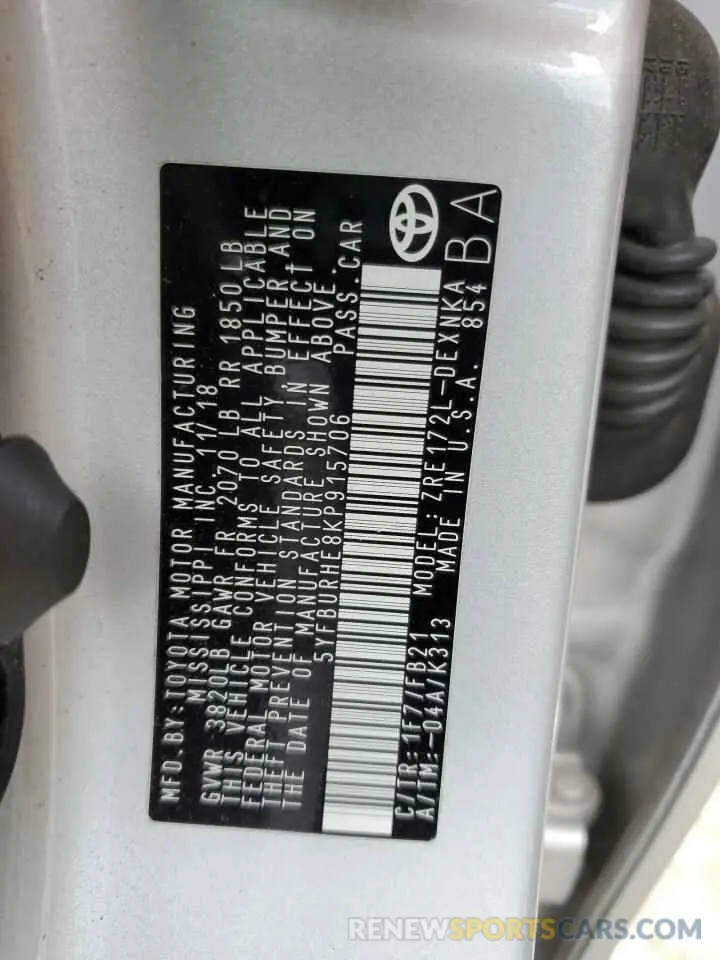 MFD.BY:TOYOTA MOTOR MANUFACTURING
MISSISSIPPI INC. 11/18
GVWR 3820LB GAWR FR 2070 LB RR 1850 LB
THIS VEHICLE CONFORMS TO ALL APPLICABLE
FEDERAL MOTOR VEHICLE SAFETY, BUMPER AND
THEFT PREVENTION STANDARDS IN EFFECT ON
THE DATE OF MANUFACTURE SHOWN ABOVE.
5YFBURHE8KP915706 PASS.CAR
C/TR: 1F7/FB21 MODEL: ZRE172L-DEXNKA
A/TM: -04A/K313 MADE IN U.S.A. 854
BA
RENEWSPORTSCARS.COM